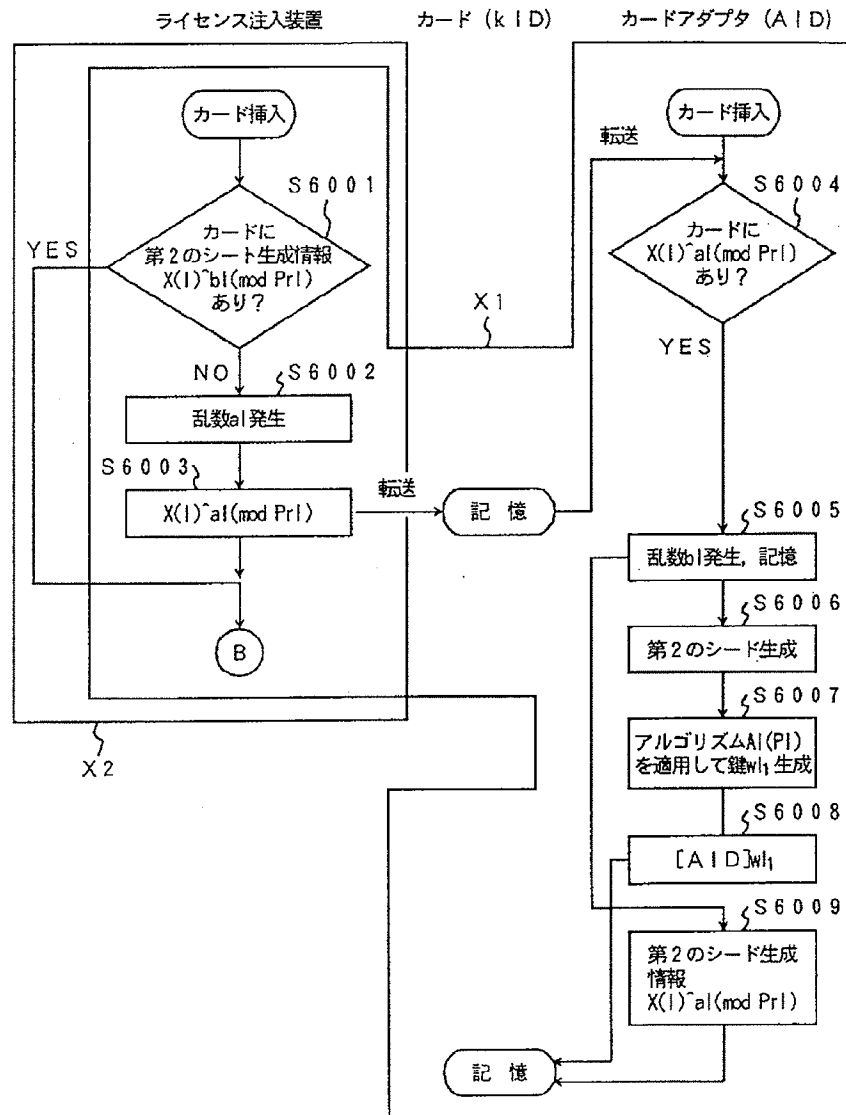 ライセンス注入装置
カード (kID)
カードアダプタ (AID)
カード挿入
S6001
カードに
第2のシート生成情報
X(I)^bI(mod PrI)
あり?
YES
NO
S6002
乱数aI発生
S6003
X(I)^aI(mod PrI)
B
X2
転送
記 憶
X1
転送
カード挿入
S6004
カードに
X(I)^aI(mod PrI)
あり?
YES
S6005
乱数bI発生, 記憶
S6006
第2のシード生成
S6007
アルゴリズムAI(PI)
を適用して鍵wI₁生成
S6008
[AID]wI₁
S6009
第2のシード生成
情報
X(I)^aI(mod PrI)
記 憶